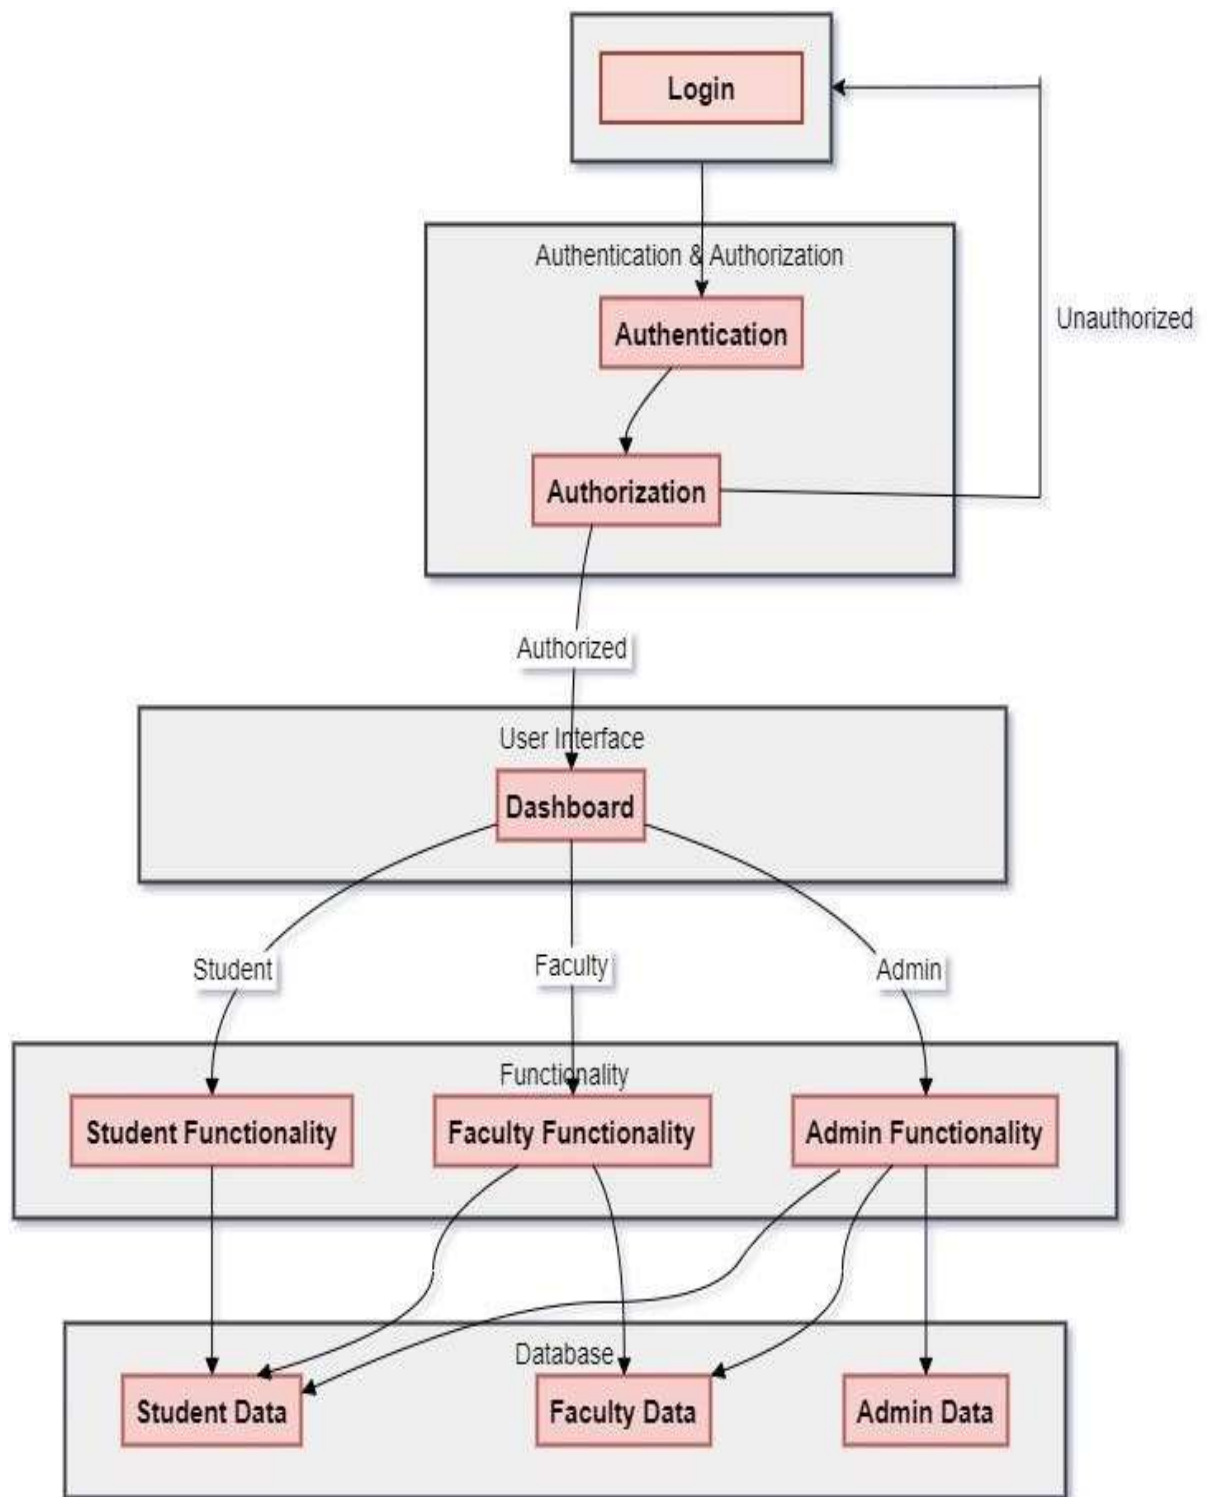 Login
Authentication & Authorization
Authentication
Unauthorized
Authorization
Authorized
User Interface
Dashboard
Student
Faculty
Admin
Functionality
Student Functionality
Faculty Functionality
Admin Functionality
Database
Student Data
Faculty Data
Admin Data